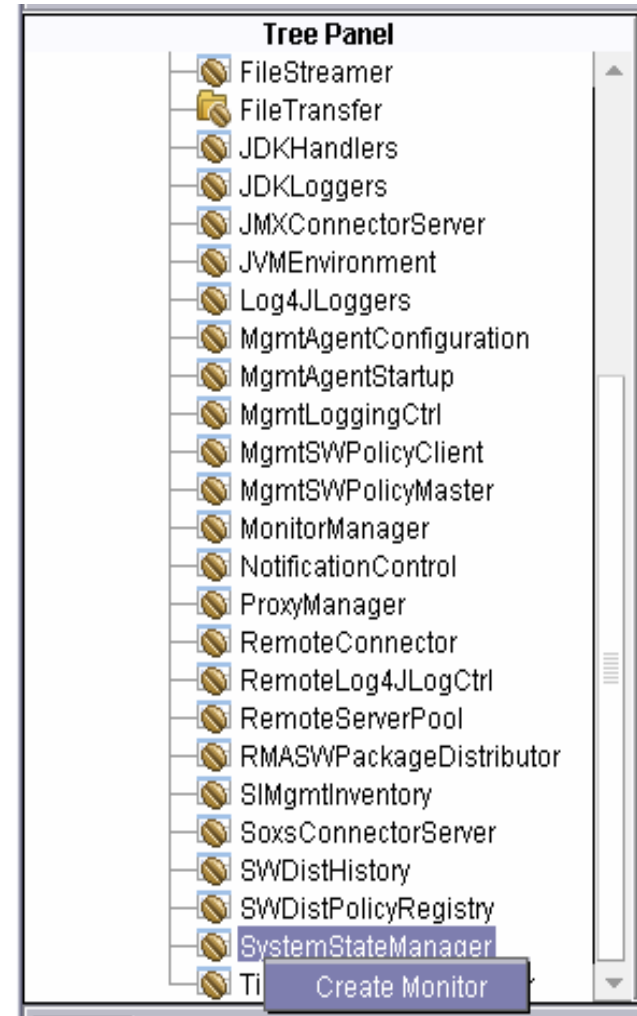 Tree Panel
FileStreamer
FileTransfer
JDKHandlers
JDKLoggers
JMXConnectorServer
JVMEnvironment
Log4JLoggers
MgmtAgentConfiguration
MgmtAgentStartup
MgmtLoggingCtrl
MgmtSWPolicyClient
MgmtSWPolicyMaster
MonitorManager
NotificationControl
ProxyManager
RemoteConnector
RemoteLog4JLogCtrl
RemoteServerPool
RMASWPackageDistributor
SIMgmtInventory
SoxsConnectorServer
SWDistHistory
SWDistPolicyRegistry
SystemStateManager
Create Monitor